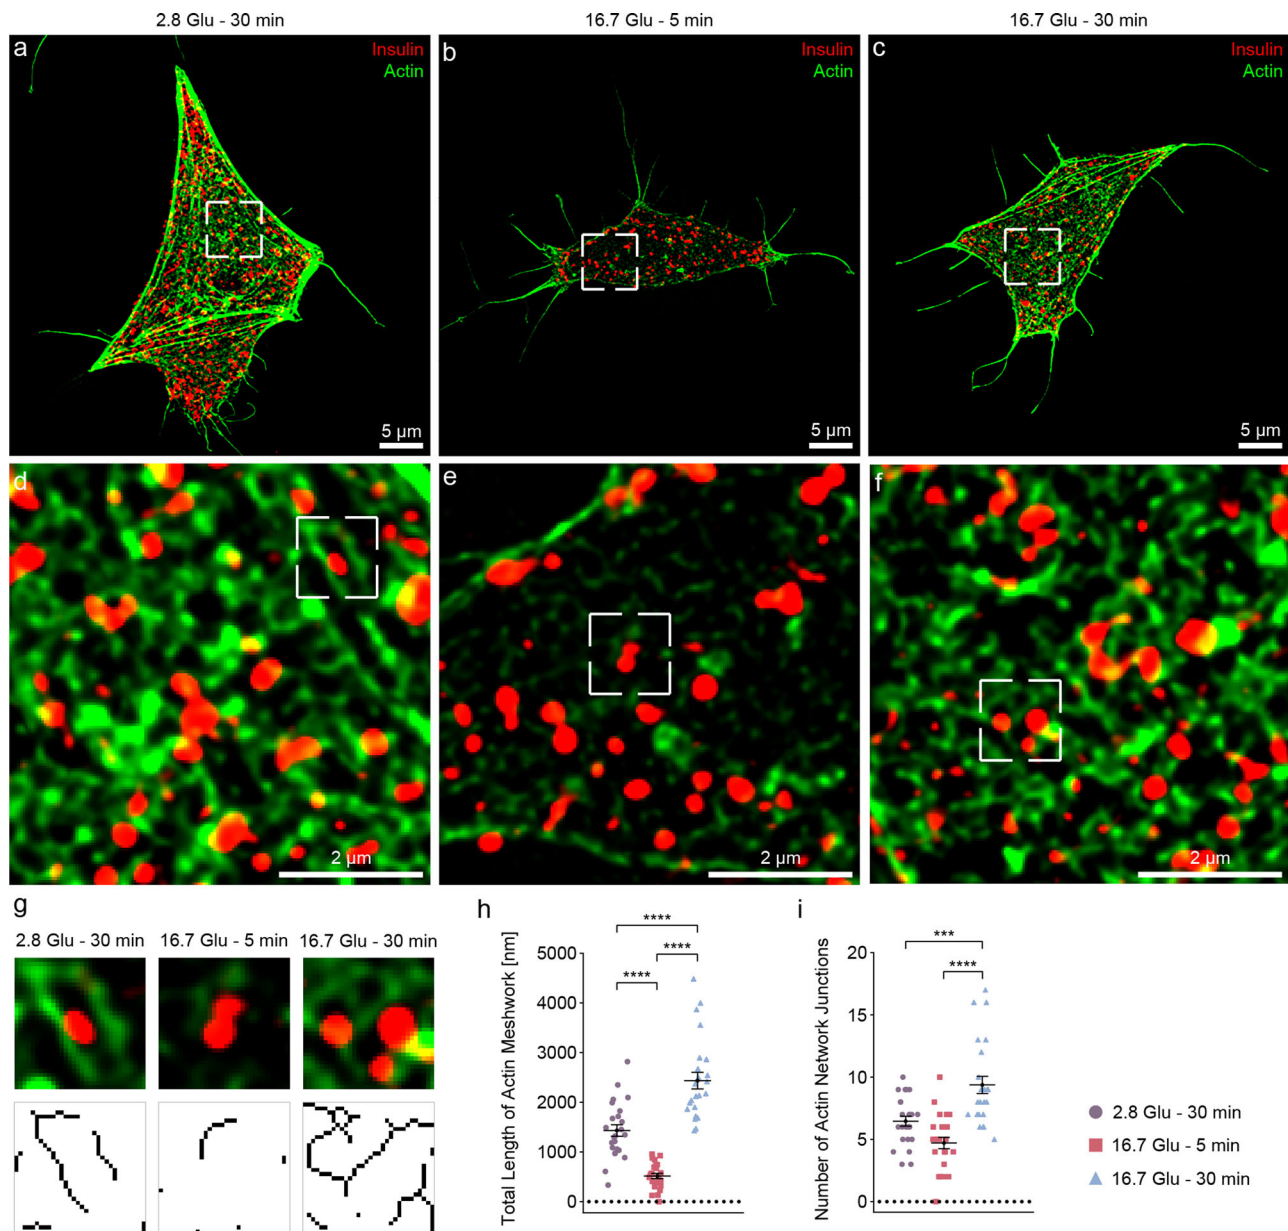 2.8 Glu - 30 min
16.7 Glu - 5 min
16.7 Glu - 30 min
a
Insulin
Actin
5 µm
b
Insulin
Actin
5 µm
c
Insulin
Actin
5 µm
d
2 µm
e
2 µm
f
2 µm
g
2.8 Glu - 30 min
16.7 Glu - 5 min
16.7 Glu - 30 min
h
Total Length of Actin Meshwork [nm]
5000
4000
3000
2000
1000
0
****
****
****
i
Number of Actin Network Junctions
20
15
10
5
0
***
****
2.8 Glu - 30 min
16.7 Glu - 5 min
16.7 Glu - 30 min